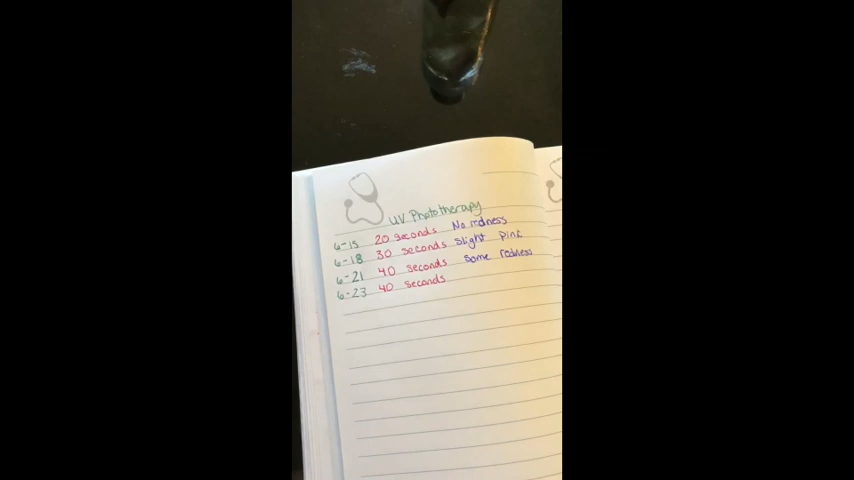 UV Phototherapy
6-15 20 seconds No redness
6-18 30 seconds Slight pink
6-21 40 seconds Some redness
6-23 40 seconds